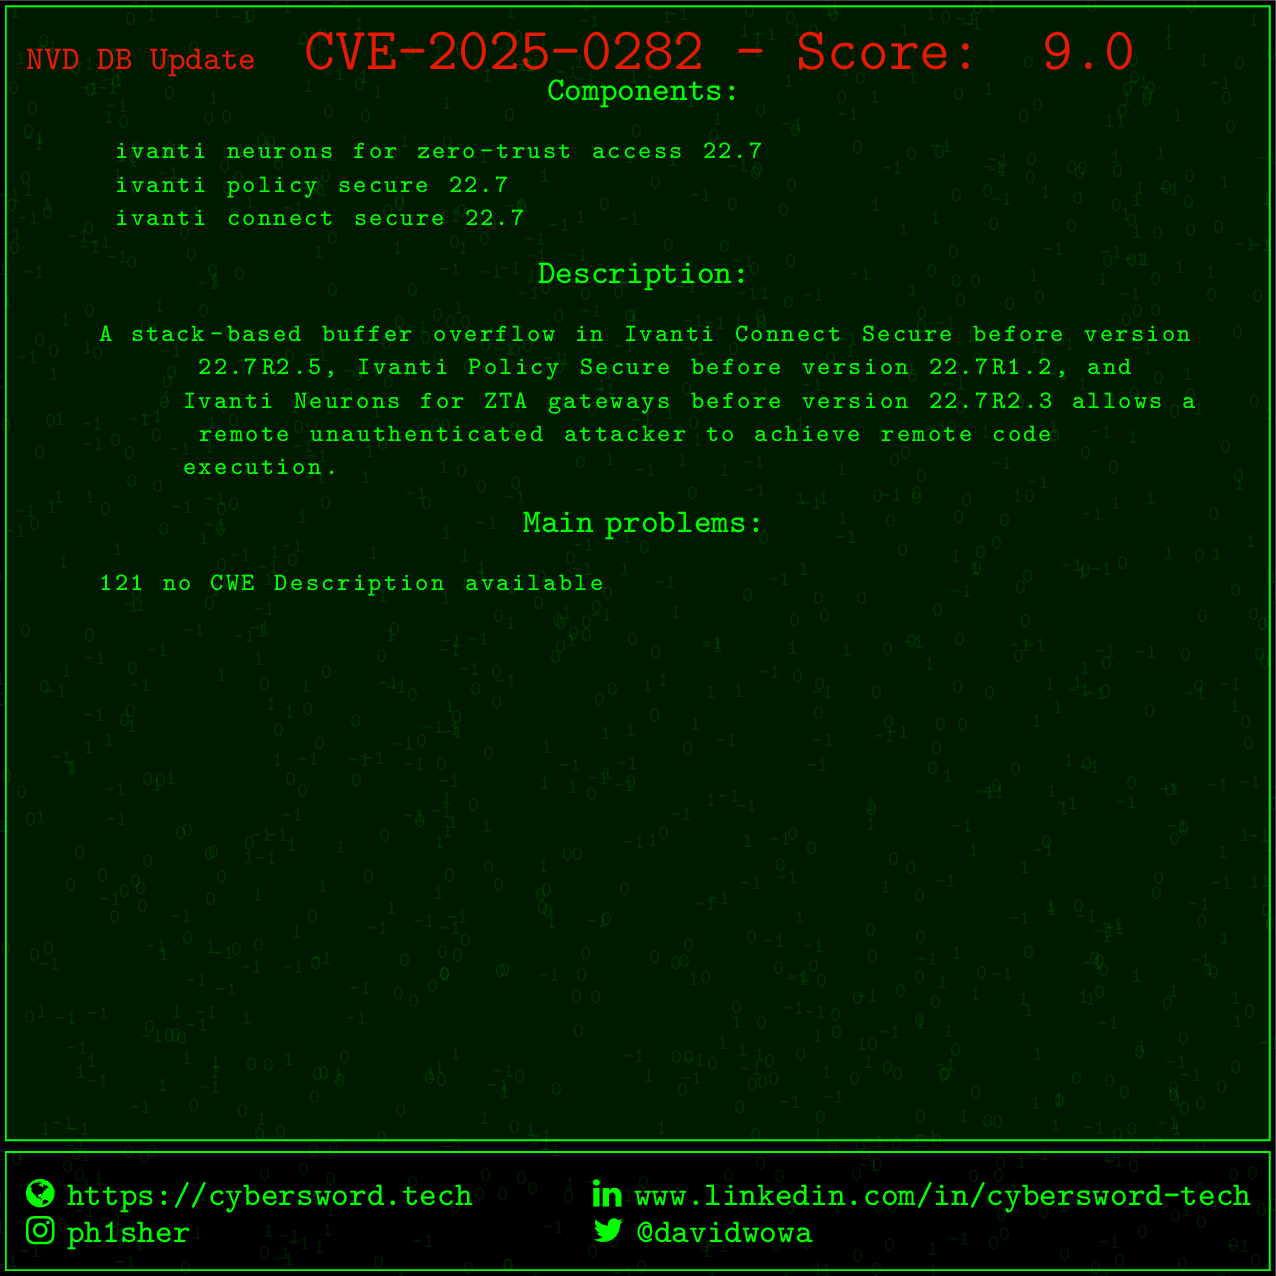 NVD DB Update CVE-2025-0282 - Score: 9.0
Components:
ivanti neurons for zero-trust access 22.7
ivanti policy secure 22.7
ivanti connect secure 22.7
Description:
A stack-based buffer overflow in Ivanti Connect Secure before version
22.7R2.5, Ivanti Policy Secure before version 22.7R1.2, and
Ivanti Neurons for ZTA gateways before version 22.7R2.3 allows a
remote unauthenticated attacker to achieve remote code
execution.
Main problems:
121 no CWE Description available
https://cybersword.tech
www.linkedin.com/in/cybersword-tech
ph1sher
@davidwowa